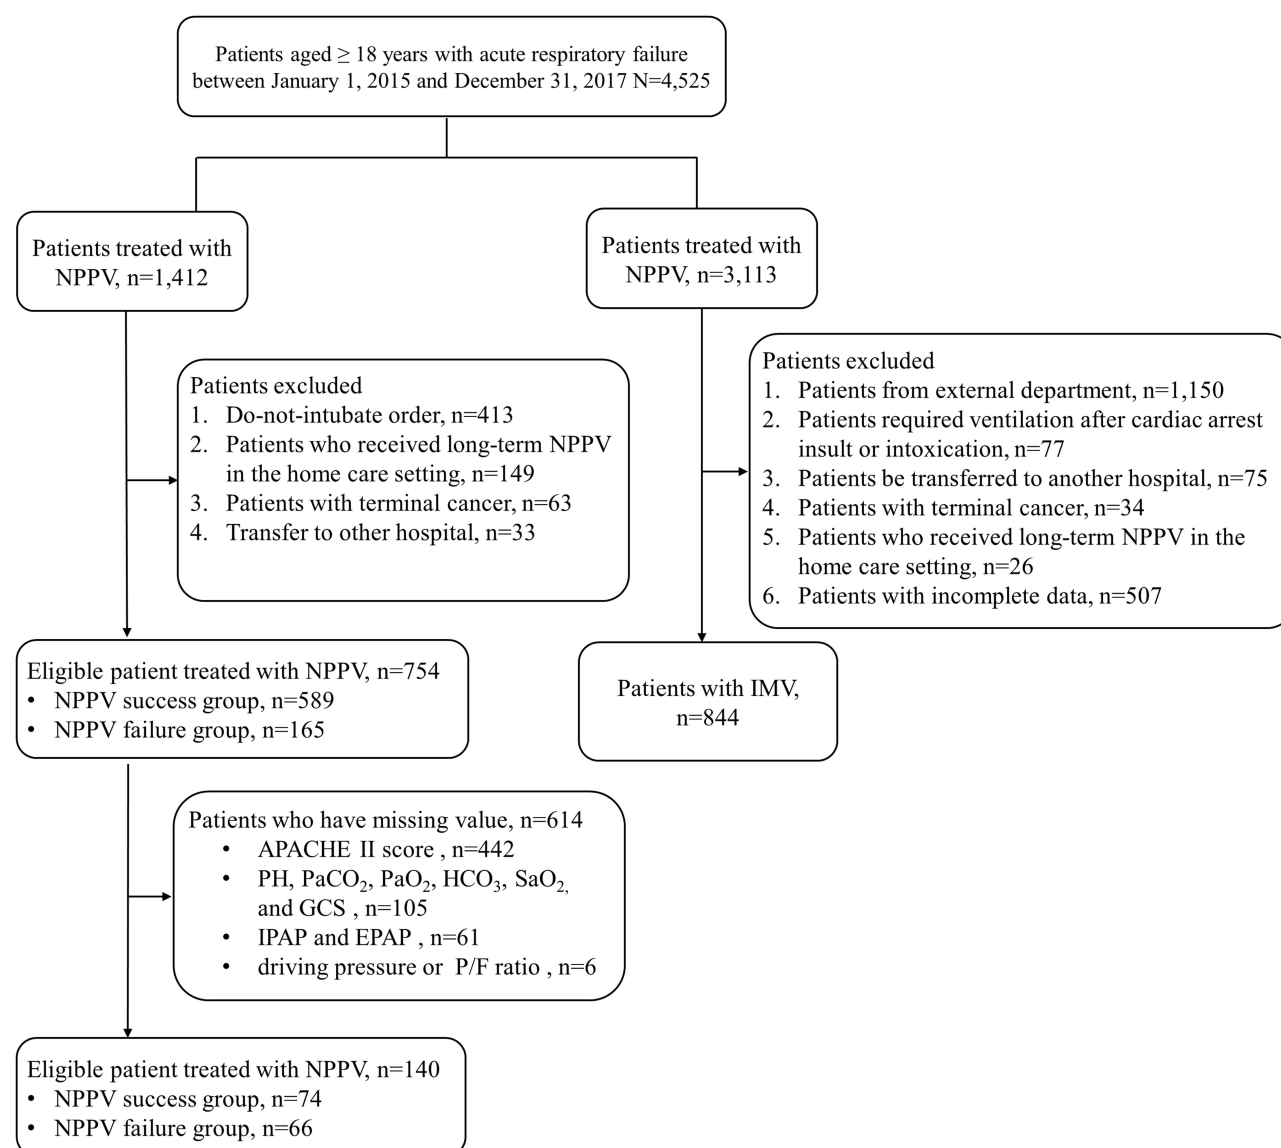 Patients aged ≥ 18 years with acute respiratory failure
between January 1, 2015 and December 31, 2017 N=4,525
Patients treated with
NPPV, n=1,412
Patients treated with
NPPV, n=3,113
Patients excluded
1. Do-not-intubate order, n=413
2. Patients who received long-term NPPV
in the home care setting, n=149
3. Patients with terminal cancer, n=63
4. Transfer to other hospital, n=33
Patients excluded
1. Patients from external department, n=1,150
2. Patients required ventilation after cardiac arrest
insult or intoxication, n=77
3. Patients be transferred to another hospital, n=75
4. Patients with terminal cancer, n=34
5. Patients who received long-term NPPV in the
home care setting, n=26
6. Patients with incomplete data, n=507
Eligible patient treated with NPPV, n=754
• NPPV success group, n=589
• NPPV failure group, n=165
Patients with IMV,
n=844
Patients who have missing value, n=614
• APACHE II score , n=442
• PH, PaCO₂, PaO₂, HCO₃, SaO₂,
and GCS , n=105
• IPAP and EPAP , n=61
• driving pressure or P/F ratio , n=6
Eligible patient treated with NPPV, n=140
• NPPV success group, n=74
• NPPV failure group, n=66